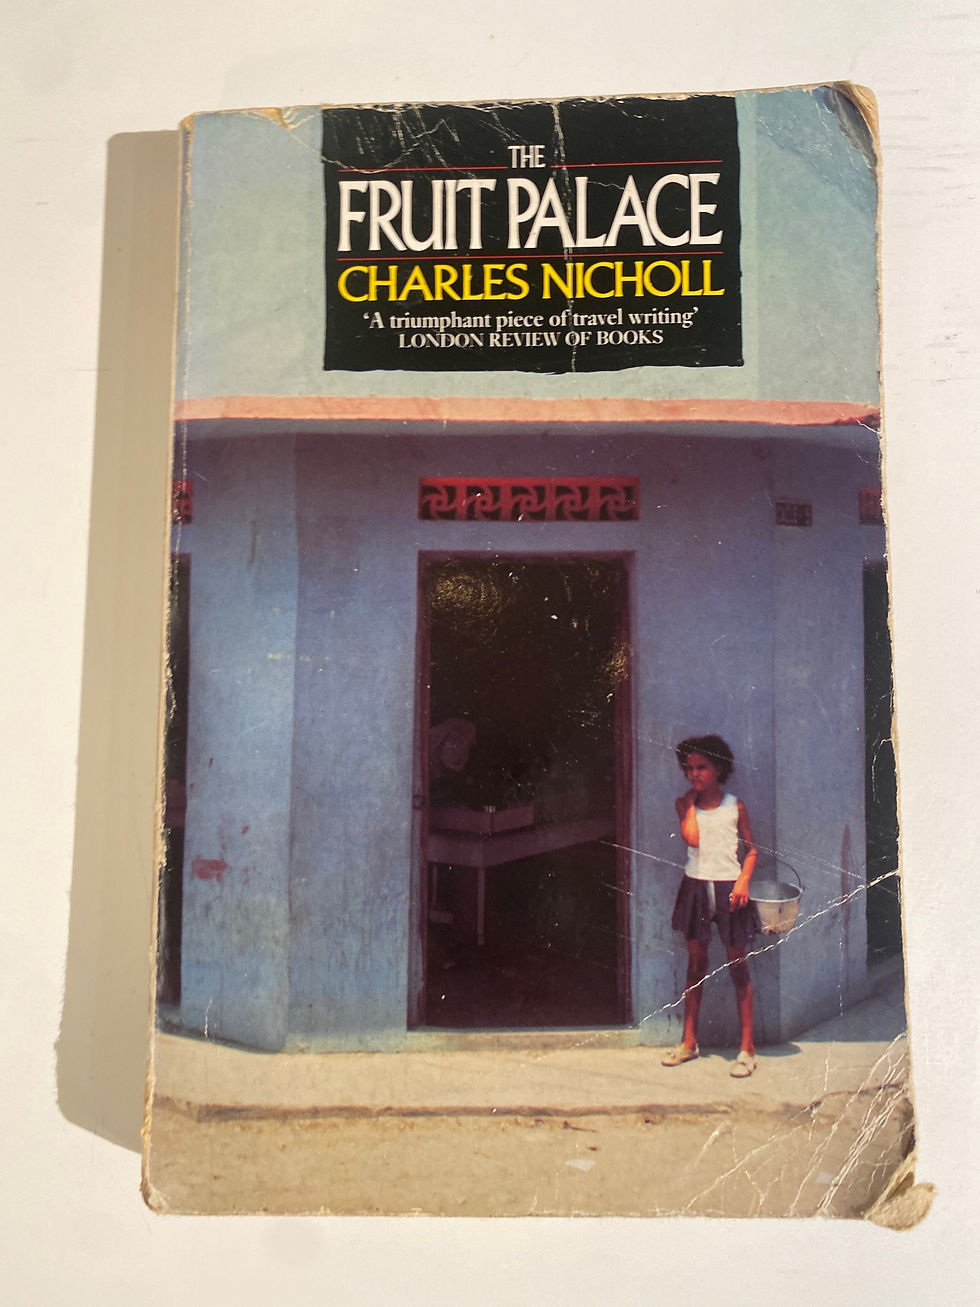 THE
FRUIT PALACE
CHARLES NICHOLL
‘A triumphant piece of travel writing’
LONDON REVIEW OF BOOKS